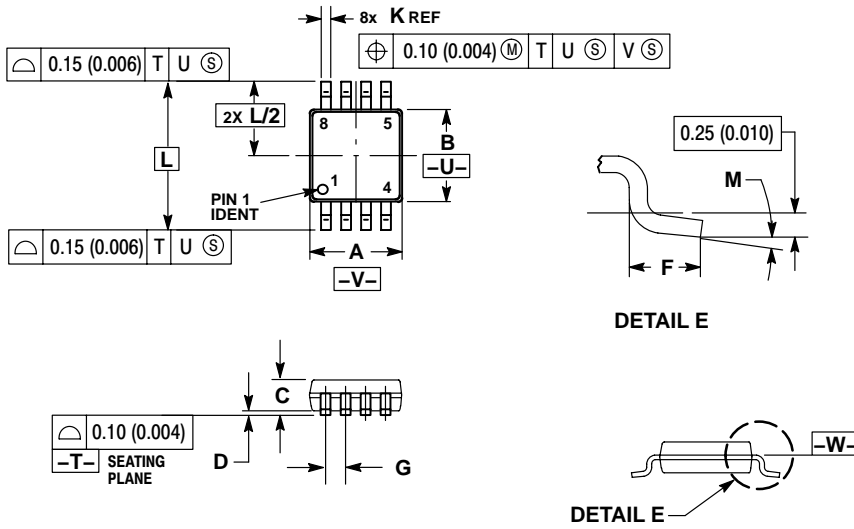 8x K REF
⌓ 0.15 (0.006) T U Ⓢ
⌖ 0.10 (0.004) Ⓜ T U Ⓢ V Ⓢ
2X L/2
8 5
B
–U–
L
PIN 1
IDENT
1
4
⌓ 0.15 (0.006) T U Ⓢ
A
–V–
0.25 (0.010)
M
F
DETAIL E
C
⌓ 0.10 (0.004)
–T– SEATING
PLANE
D
G
–W–
DETAIL E